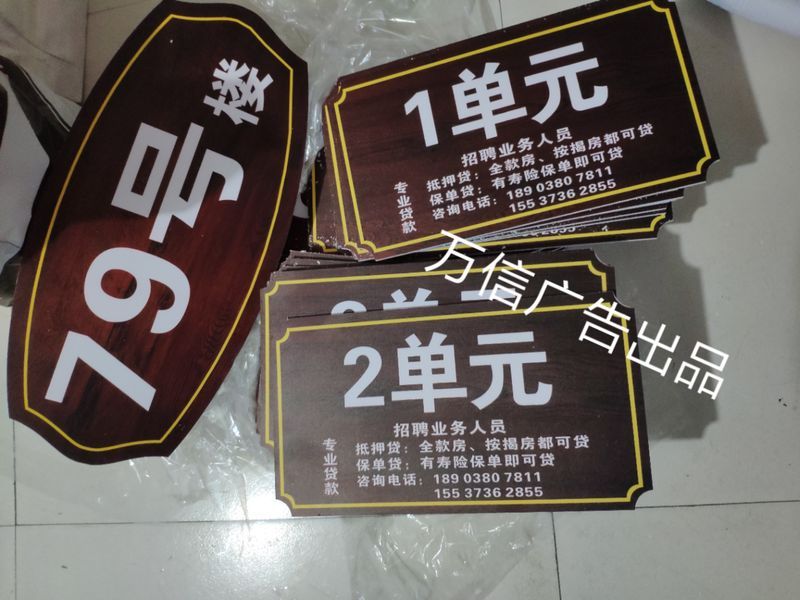 79号楼
1单元
招聘业务人员
专业贷款
抵押贷：全款房、按揭房都可贷
保单贷：有寿险保单即可贷
咨询电话：189 0380 7811
155 3736 2855
万信广告出品
2单元
招聘业务人员
专业贷款
抵押贷：全款房、按揭房都可贷
保单贷：有寿险保单即可贷
咨询电话：189 0380 7811
155 3736 2855